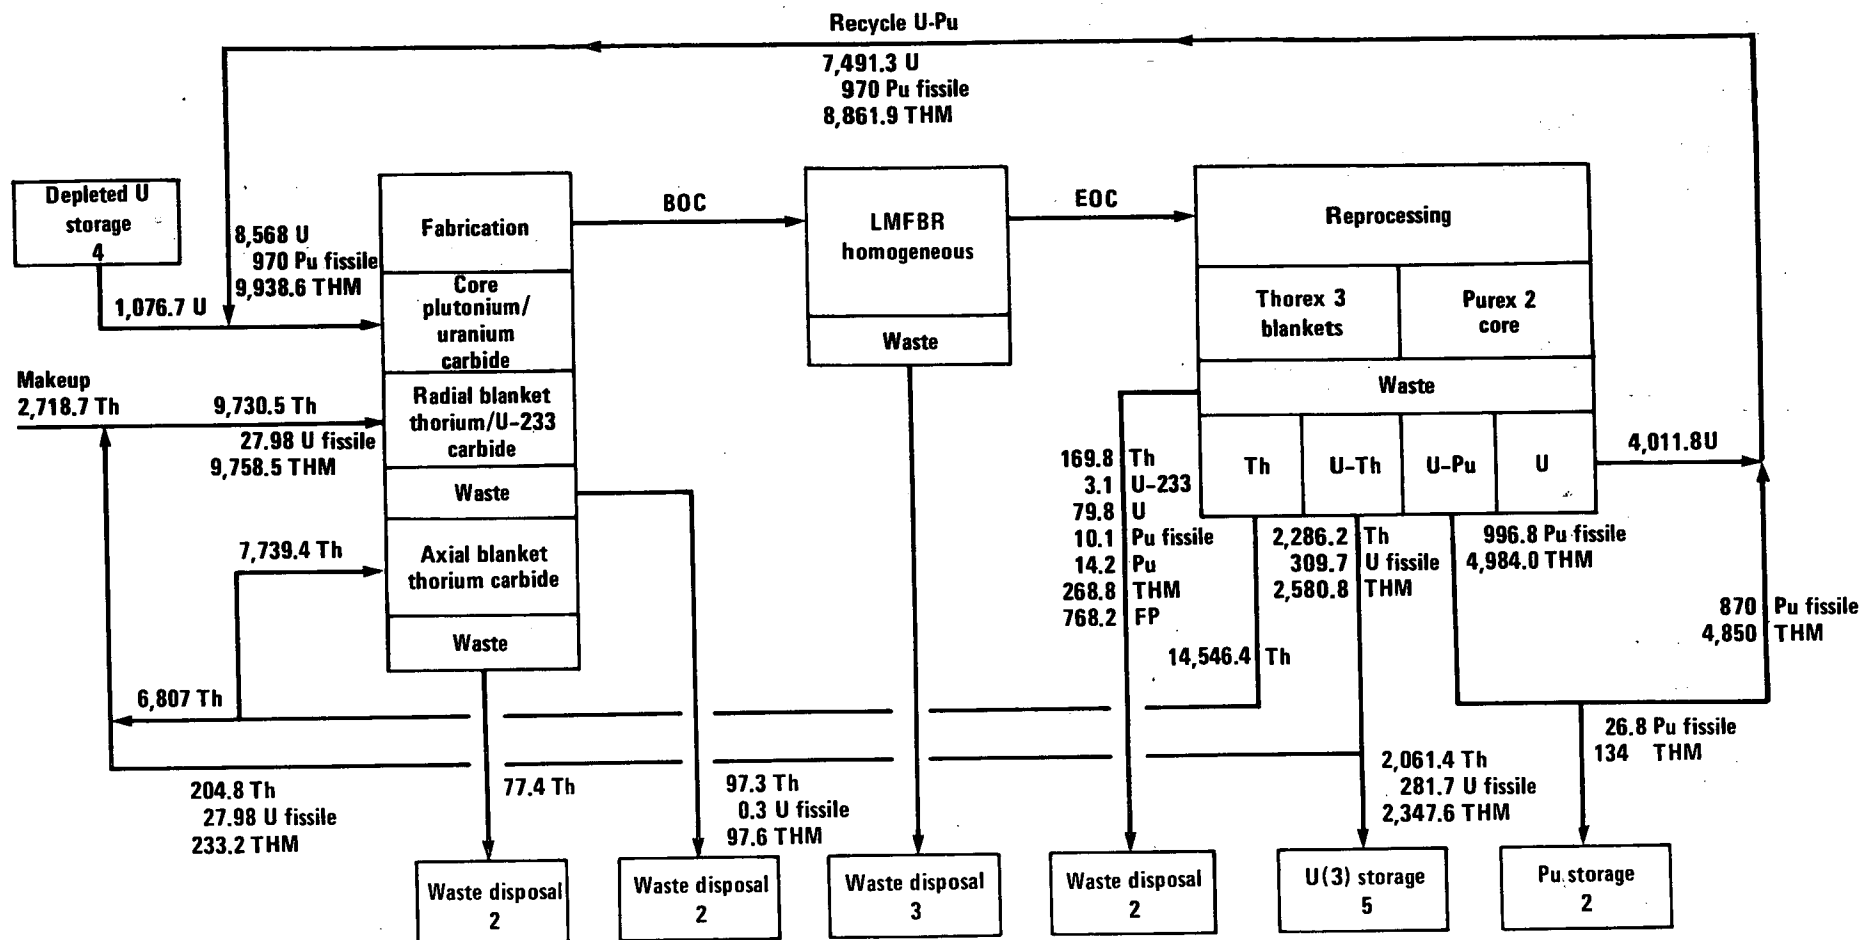 Recycle U-Pu
7,491.3 U
970 Pu fissile
8,861.9 THM
Depleted U
storage
4
8,568 U
970 Pu fissile
9,938.6 THM
1,076.7 U
Makeup
2,718.7 Th
9,730.5 Th
27.98 U fissile
9,758.5 THM
7,739.4 Th
6,807 Th
204.8 Th
27.98 U fissile
233.2 THM
Fabrication
Core
plutonium/
uranium
carbide
Radial blanket
thorium/U-233
carbide
Waste
Axial blanket
thorium carbide
Waste
BOC
LMFBR
homogeneous
Waste
EOC
Reprocessing
Thorex 3
blankets
Purex 2
core
Waste
Th
U-Th
U-Pu
U
4,011.8U
169.8 Th
3.1 U-233
79.8 U
10.1 Pu fissile
14.2 Pu
268.8 THM
768.2 FP
14,546.4 Th
2,286.2 Th
309.7 U fissile
2,580.8 THM
996.8 Pu fissile
4,984.0 THM
870 Pu fissile
4,850 THM
26.8 Pu fissile
134 THM
2,061.4 Th
281.7 U fissile
2,347.6 THM
77.4 Th
97.3 Th
0.3 U fissile
97.6 THM
Waste disposal
2
Waste disposal
2
Waste disposal
3
Waste disposal
2
U(3) storage
5
Pu storage
2